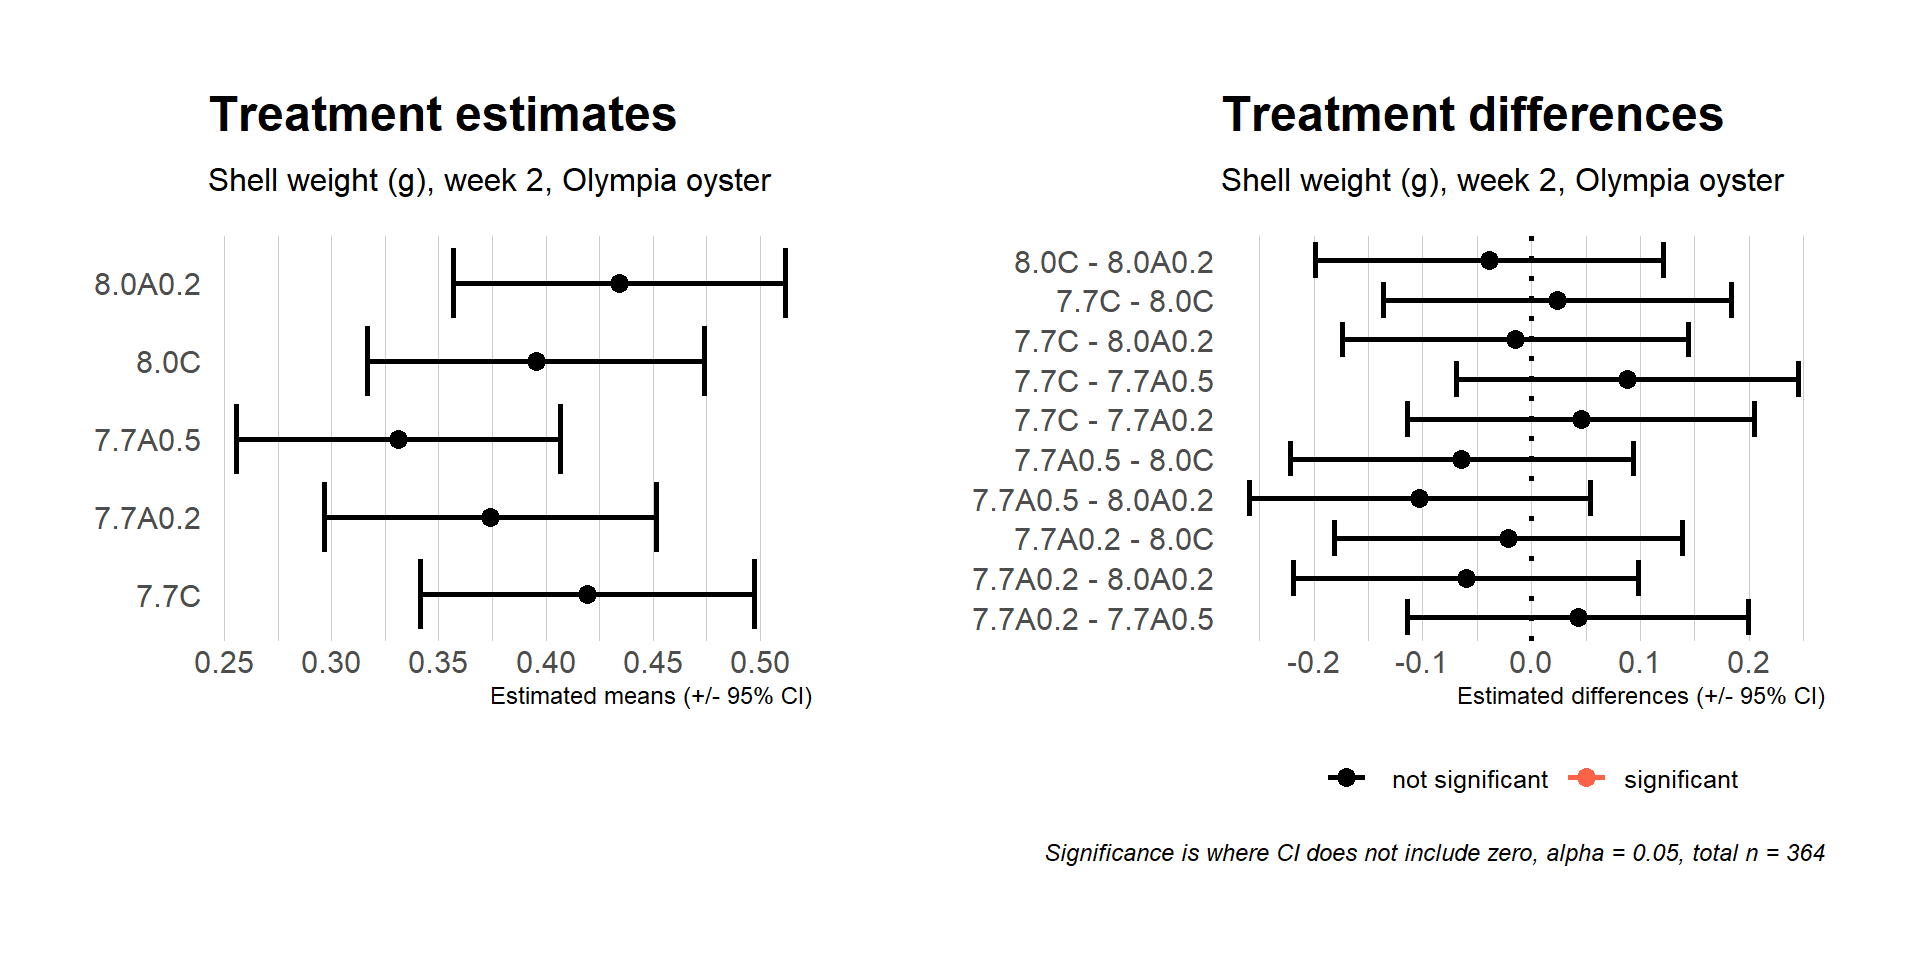 Treatment estimates
Shell weight (g), week 2, Olympia oyster
8.0A0.2
8.0C
7.7A0.5
7.7A0.2
7.7C
0.25 0.30 0.35 0.40 0.45 0.50
Estimated means (+/- 95% CI)
Treatment differences
Shell weight (g), week 2, Olympia oyster
8.0C - 8.0A0.2
7.7C - 8.0C
7.7C - 8.0A0.2
7.7C - 7.7A0.5
7.7C - 7.7A0.2
7.7A0.5 - 8.0C
7.7A0.5 - 8.0A0.2
7.7A0.2 - 8.0C
7.7A0.2 - 8.0A0.2
7.7A0.2 - 7.7A0.5
-0.2 -0.1 0.0 0.1 0.2
Estimated differences (+/- 95% CI)
not significant significant
Significance is where CI does not include zero, alpha = 0.05, total n = 364